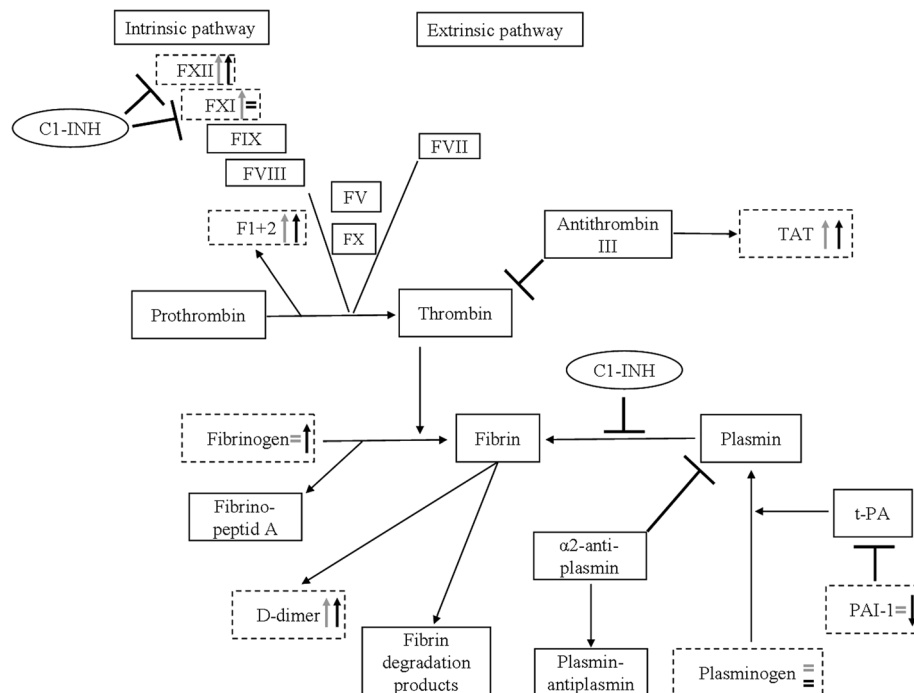 Intrinsic pathway
Extrinsic pathway
FXII
FXI
C1-INH
FIX
FVII
FVIII
FV
F1+2
FX
Antithrombin
III
TAT
Prothrombin
Thrombin
C1-INH
Fibrinogen=
Fibrin
Plasmin
Fibrino-
peptid A
t-PA
α2-anti-
plasmin
D-dimer
PAI-1=
Fibrin
degradation
products
Plasmin-
antiplasmin
Plasminogen =
=